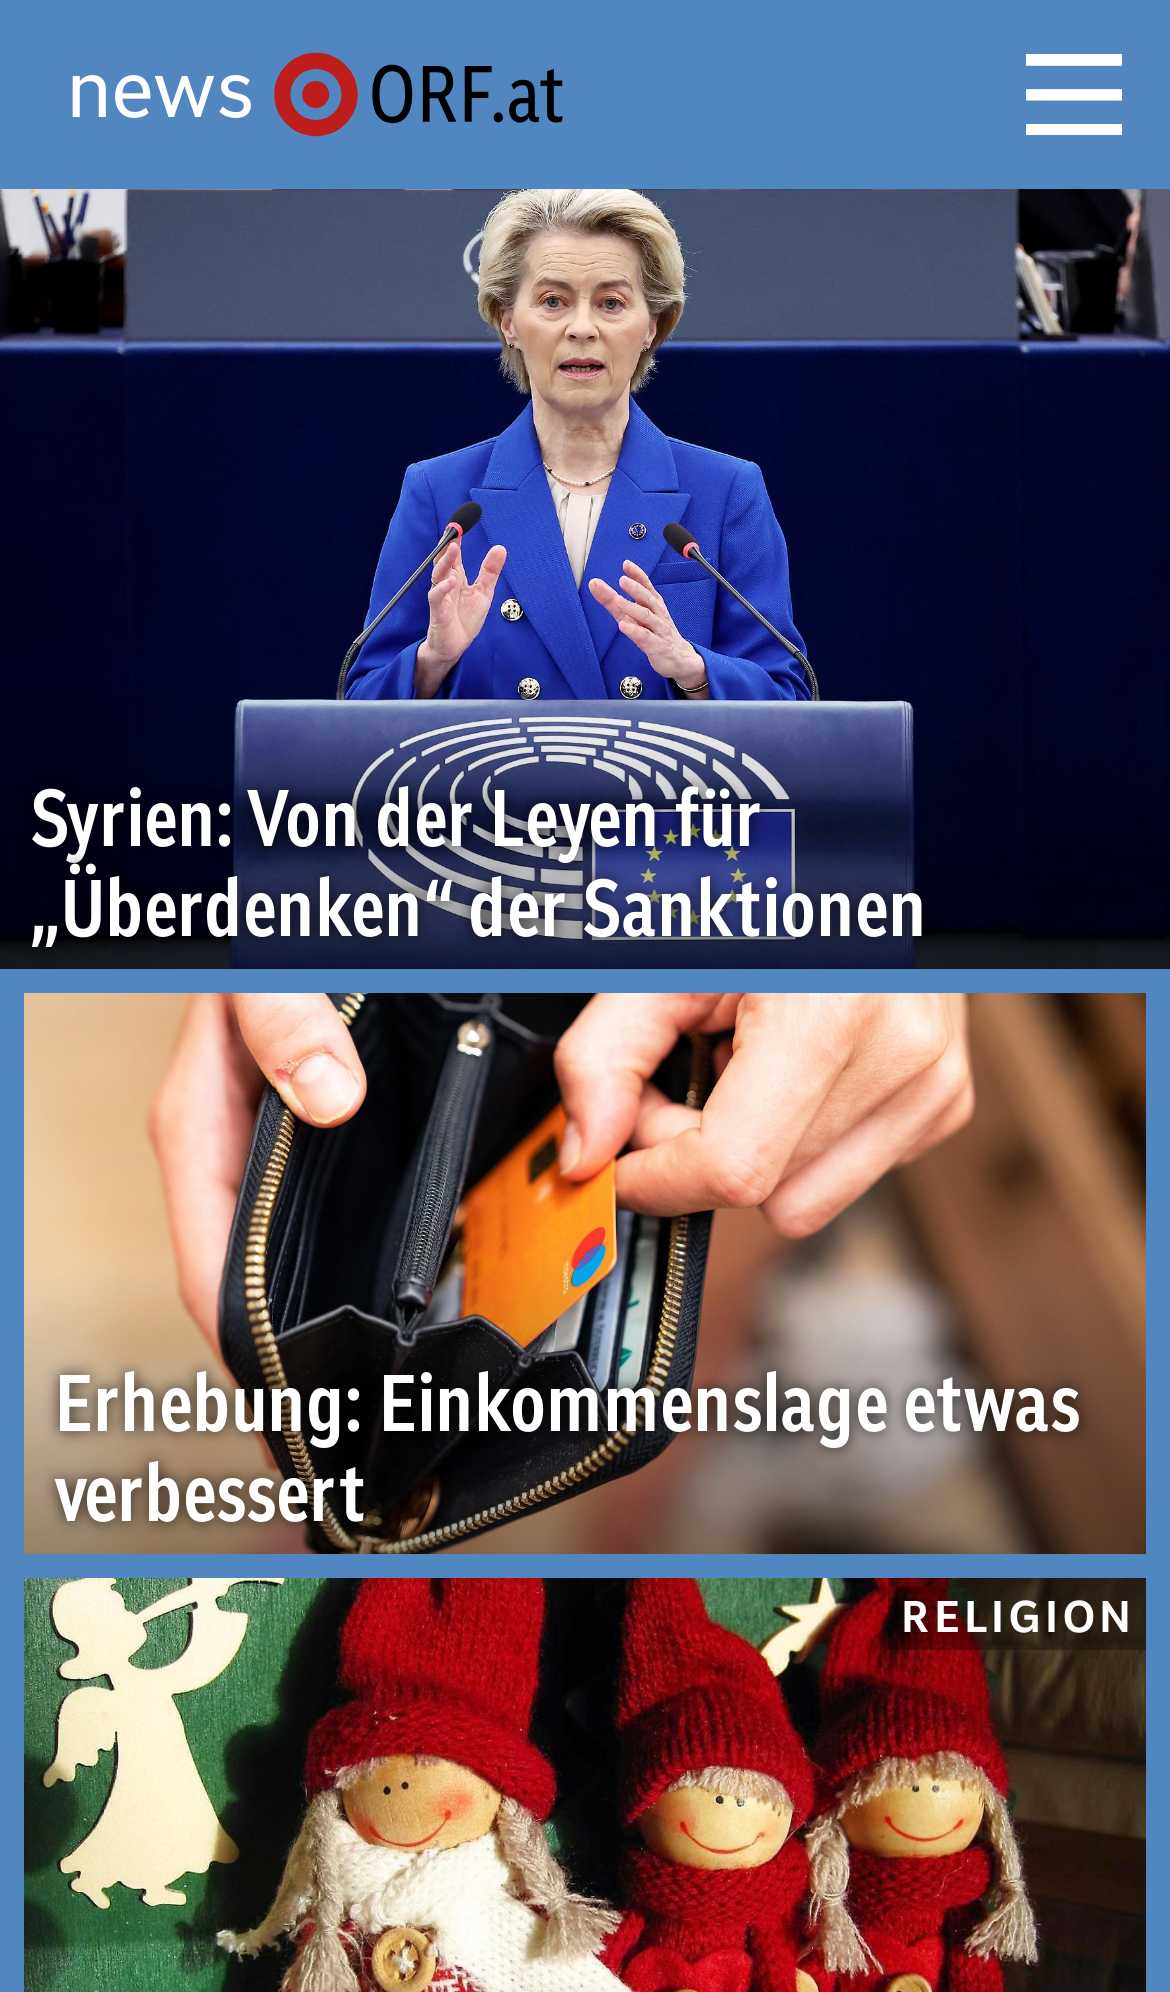 news ORF.at
Syrien: Von der Leyen für
„Überdenken“ der Sanktionen
Erhebung: Einkommenslage etwas
verbessert
RELIGION